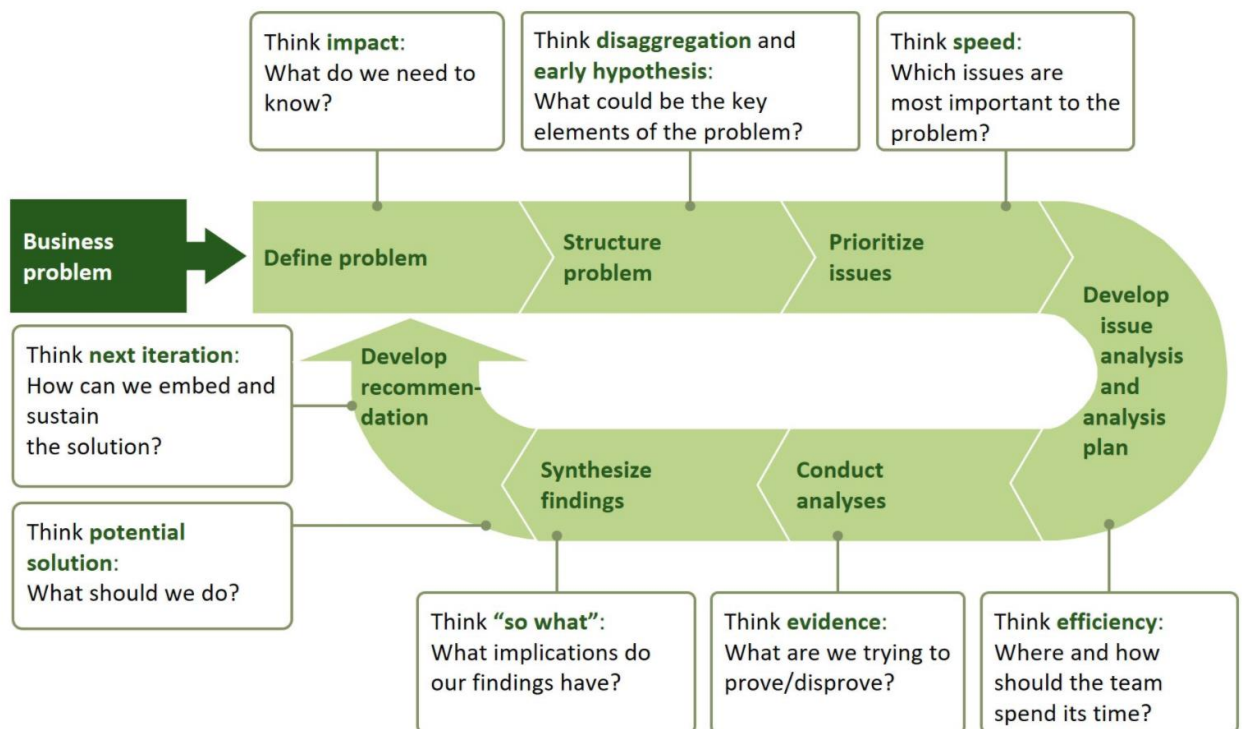 Think impact:
What do we need to
know?
Think disaggregation and
early hypothesis:
What could be the key
elements of the problem?
Think speed:
Which issues are
most important to the
problem?
Business
problem
Define problem
Structure
problem
Prioritize
issues
Develop
issue
analysis
and
analysis
plan
Conduct
analyses
Synthesize
findings
Develop
recommen-
dation
Think next iteration:
How can we embed and
sustain
the solution?
Think potential
solution:
What should we do?
Think “so what”:
What implications do
our findings have?
Think evidence:
What are we trying to
prove/disprove?
Think efficiency:
Where and how
should the team
spend its time?